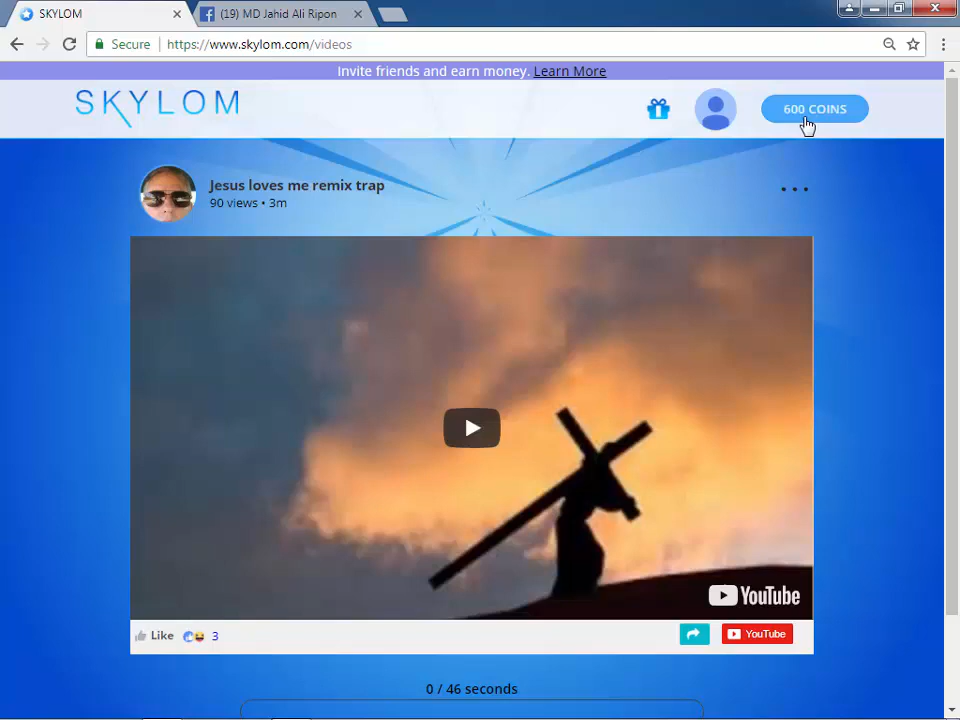 SKYLOM
(19) MD Jahid Ali Ripon
Secure
https://www.skylom.com/videos
Invite friends and earn money. Learn More
SKYLOM
600 COINS
Jesus loves me remix trap
90 views • 3m
YouTube
Like
3
YouTube
0 / 46 seconds